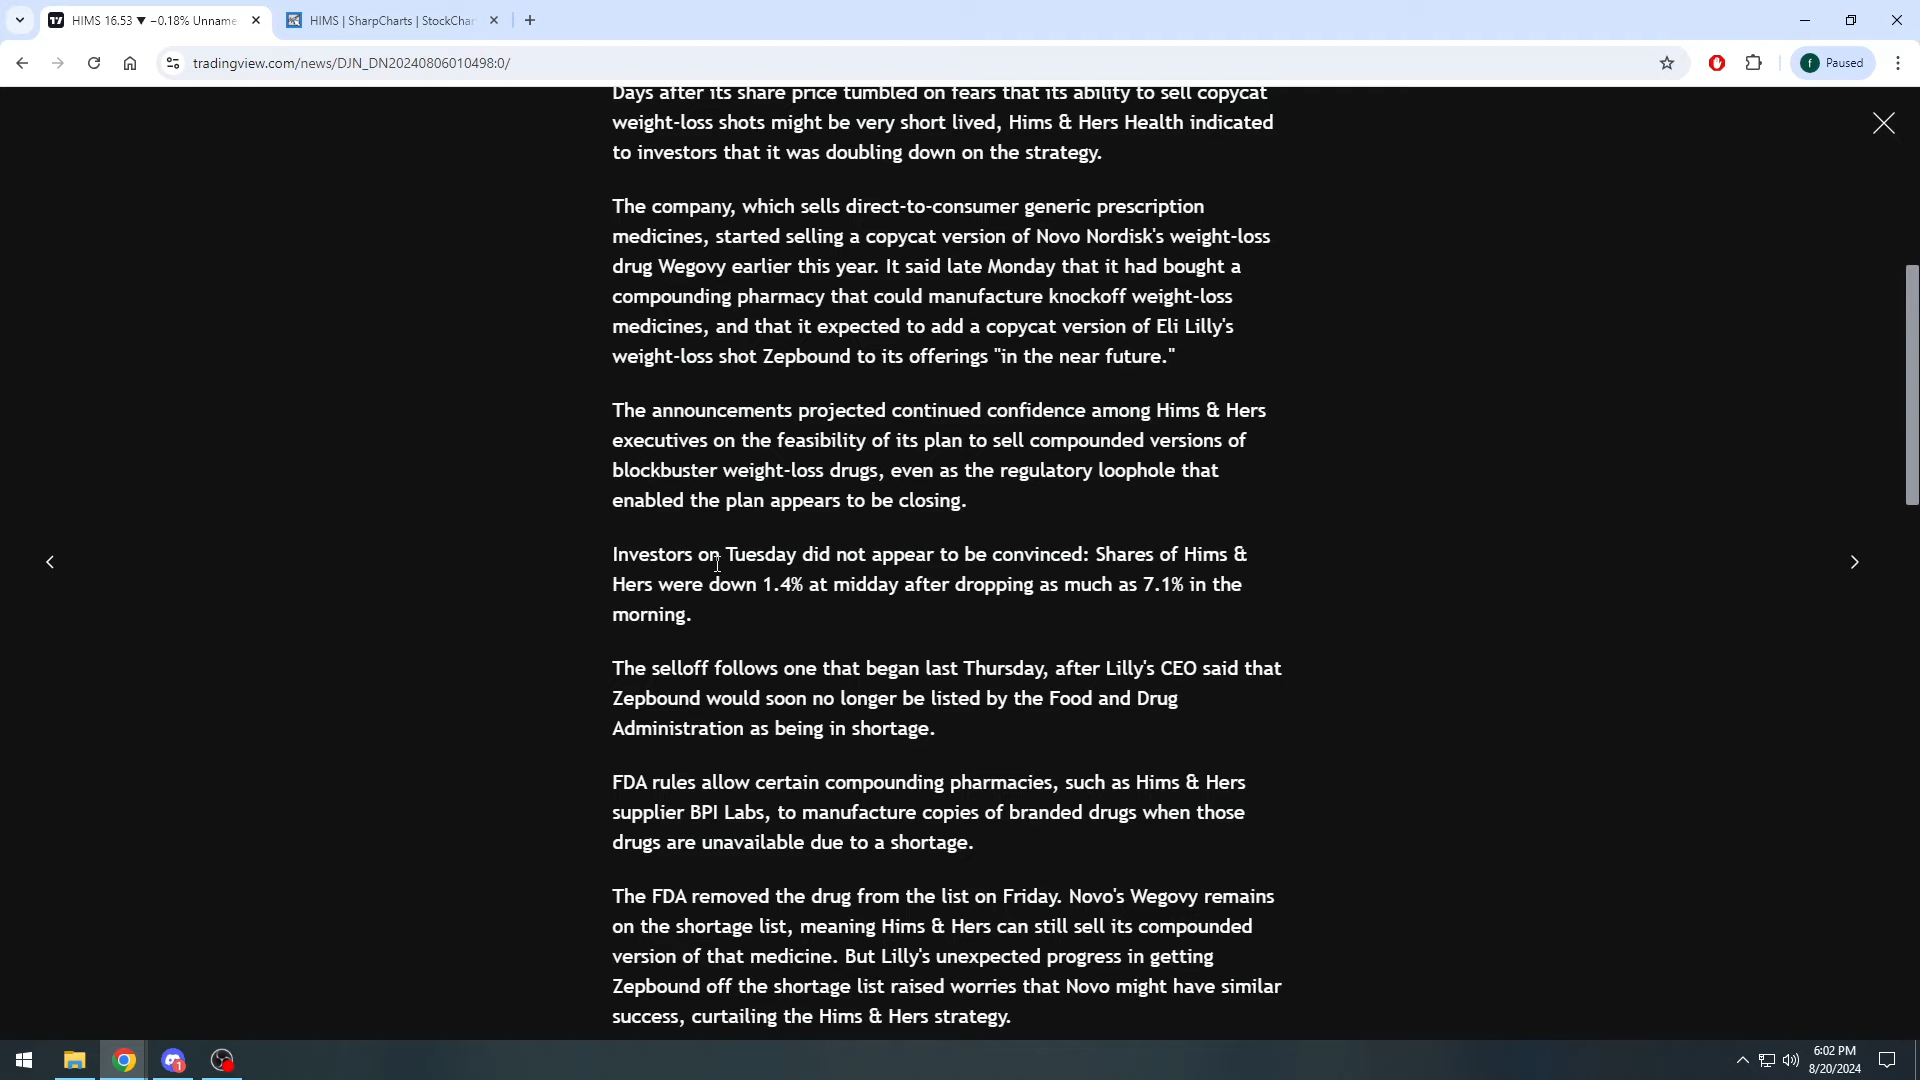 HIMS 16.53 ▼ −0.18% Unname
HIMS | SharpCharts | StockChar
tradingview.com/news/DJN_DN20240806010498:0/
f
Paused
Days after its share price tumbled on fears that its ability to sell copycat
weight-loss shots might be very short lived, Hims & Hers Health indicated
to investors that it was doubling down on the strategy.
The company, which sells direct-to-consumer generic prescription
medicines, started selling a copycat version of Novo Nordisk's weight-loss
drug Wegovy earlier this year. It said late Monday that it had bought a
compounding pharmacy that could manufacture knockoff weight-loss
medicines, and that it expected to add a copycat version of Eli Lilly's
weight-loss shot Zepbound to its offerings "in the near future."
The announcements projected continued confidence among Hims & Hers
executives on the feasibility of its plan to sell compounded versions of
blockbuster weight-loss drugs, even as the regulatory loophole that
enabled the plan appears to be closing.
Investors on Tuesday did not appear to be convinced: Shares of Hims &
Hers were down 1.4% at midday after dropping as much as 7.1% in the
morning.
The selloff follows one that began last Thursday, after Lilly's CEO said that
Zepbound would soon no longer be listed by the Food and Drug
Administration as being in shortage.
FDA rules allow certain compounding pharmacies, such as Hims & Hers
supplier BPI Labs, to manufacture copies of branded drugs when those
drugs are unavailable due to a shortage.
The FDA removed the drug from the list on Friday. Novo's Wegovy remains
on the shortage list, meaning Hims & Hers can still sell its compounded
version of that medicine. But Lilly's unexpected progress in getting
Zepbound off the shortage list raised worries that Novo might have similar
success, curtailing the Hims & Hers strategy.
1
6:02 PM
8/20/2024